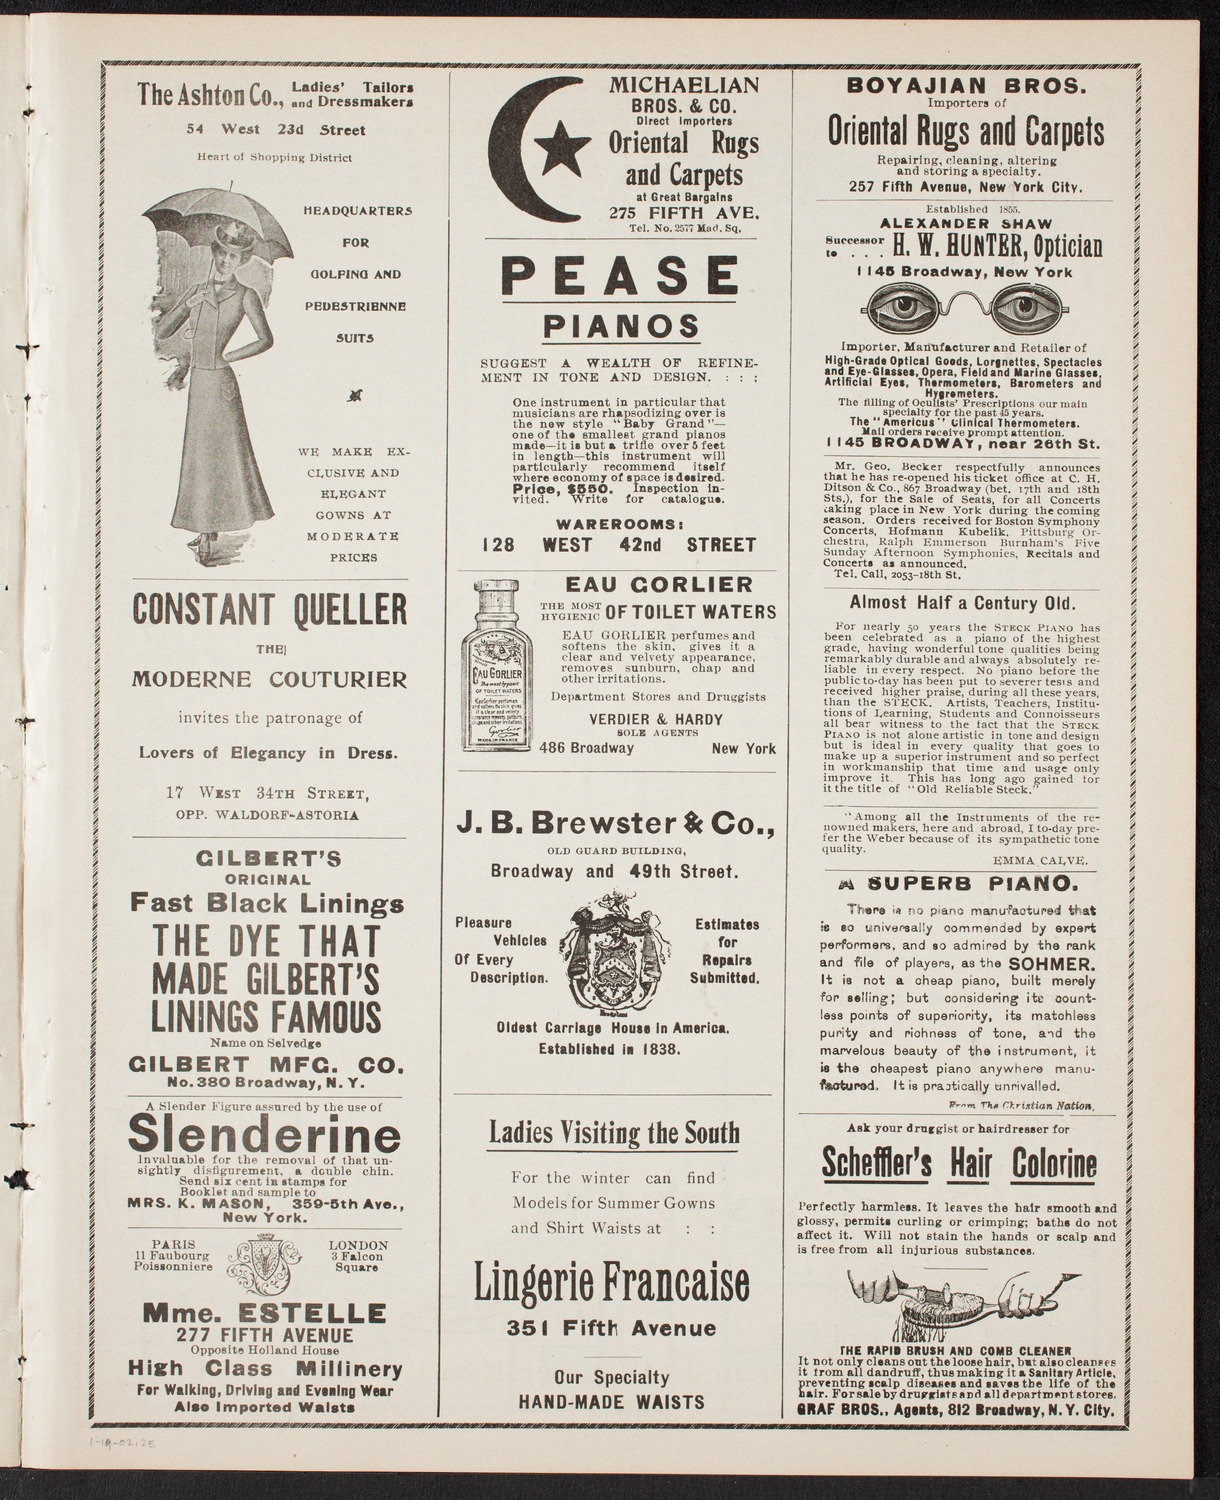 The Ashton Co., Ladies' Tailors
and Dressmakers
54 West 23d Street
Heart of Shopping District
HEADQUARTERS
FOR
GOLFING AND
PEDESTRIENNE
SUITS
WE MAKE EX-
CLUSIVE AND
ELEGANT
GOWNS AT
MODERATE
PRICES
CONSTANT QUELLER
THE
MODERNE COUTURIER
invites the patronage of
Lovers of Elegancy in Dress.
17 WEST 34TH STREET,
OPP. WALDORF-ASTORIA
GILBERT'S
ORIGINAL
Fast Black Linings
THE DYE THAT
MADE GILBERT'S
LININGS FAMOUS
Name on Selvedge
GILBERT MFG. CO.
No. 380 Broadway, N. Y.
A Slender Figure assured by the use of
Slenderine
Invaluable for the removal of that un-
sightly disfigurement, a double chin.
Send six cent in stamps for
Booklet and sample to
MRS. K. MASON, 359-5th Ave.,
New York.
PARIS
11 Faubourg
Poissonniere
LONDON
3 Falcon
Square
Mme. ESTELLE
277 FIFTH AVENUE
Opposite Holland House
High Class Millinery
For Walking, Driving and Evening Wear
Also Imported Waists
MICHAELIAN
BROS. & CO.
Direct Importers
Oriental Rugs
and Carpets
at Great Bargains
275 FIFTH AVE.
Tel. No. 2577 Mad. Sq,
PEASE
PIANOS
SUGGEST A WEALTH OF REFINE-
MENT IN TONE AND DESIGN. : : :
One instrument in particular that
musicians are rhapsodizing over is
the new style "Baby Grand"—
one of the smallest grand pianos
made—it is but a trifle over 5 feet
in length—this instrument will
particularly recommend itself
where economy of space is desired.
Price, $550. Inspection in-
vited. Write for catalogue.
WAREROOMS:
128 WEST 42nd STREET
EAU GORLIER
THE MOST
HYGIENIC OF TOILET WATERS
EAU GORLIER perfumes and
softens the skin, gives it a
clear and velvety appearance,
removes sunburn, chap and
other irritations.
Department Stores and Druggists
VERDIER & HARDY
SOLE AGENTS
486 Broadway New York
EAU GORLIER
The most hygienic
OF TOILET WATERS
Gorlier
MADE IN FRANCE
J. B. Brewster & Co.,
OLD GUARD BUILDING,
Broadway and 49th Street.
Pleasure
Vehicles
Of Every
Description.
Estimates
for
Repairs
Submitted.
Oldest Carriage House in America.
Established in 1838.
Ladies Visiting the South
For the winter can find
Models for Summer Gowns
and Shirt Waists at : :
Lingerie Francaise
351 Fifth Avenue
Our Specialty
HAND-MADE WAISTS
BOYAJIAN BROS.
Importers of
Oriental Rugs and Carpets
Repairing, cleaning, altering
and storing a specialty.
257 Fifth Avenue, New York City.
Established 1855.
ALEXANDER SHAW
Successor
to . . . H. W. HUNTER, Optician
1145 Broadway, New York
Importer, Manufacturer and Retailer of
High-Grade Optical Goods, Lorgnettes, Spectacles
and Eye-Glasses, Opera, Field and Marine Glasses,
Artificial Eyes, Thermometers, Barometers and
Hygrometers.
The filling of Oculists' Prescriptions our main
specialty for the past 45 years.
The "Americus" Clinical Thermometers.
Mail orders receive prompt attention.
1145 BROADWAY, near 26th St.
Mr. Geo. Becker respectfully announces
that he has re-opened his ticket office at C. H.
Ditson & Co., 867 Broadway (bet. 17th and 18th
Sts.), for the Sale of Seats, for all Concerts
taking place in New York during the coming
season. Orders received for Boston Symphony
Concerts, Hofmann Kubelik, Pittsburg Or-
chestra, Ralph Emmerson Burnham's Five
Sunday Afternoon Symphonies, Recitals and
Concerts as announced.
Tel. Call, 2053-18th St.
Almost Half a Century Old.
For nearly 50 years the STECK PIANO has
been celebrated as a piano of the highest
grade, having wonderful tone qualities being
remarkably durable and always absolutely re-
liable in every respect. No piano before the
public to-day has been put to severer tests and
received higher praise, during all these years,
than the STECK. Artists, Teachers, Institu-
tions of Learning, Students and Connoisseurs
all bear witness to the fact that the STECK
PIANO is not alone artistic in tone and design
but is ideal in every quality that goes to
make up a superior instrument and so perfect
in workmanship that time and usage only
improve it. This has long ago gained for
it the title of "Old Reliable Steck."
"Among all the Instruments of the re-
nowned makers, here and abroad, I to-day pre-
fer the Weber because of its sympathetic tone
quality.
EMMA CALVE.
A SUPERB PIANO.
There is no piano manufactured that
is so universally commended by expert
performers, and so admired by the rank
and file of players, as the SOHMER.
It is not a cheap piano, built merely
for selling; but considering its count-
less points of superiority, its matchless
purity and richness of tone, and the
marvelous beauty of the instrument, it
is the cheapest piano anywhere manu-
factured. It is practically unrivalled.
From The Christian Nation.
Ask your druggist or hairdresser for
Scheffler's Hair Colorine
Perfectly harmless. It leaves the hair smooth and
glossy, permits curling or crimping; baths do not
affect it. Will not stain the hands or scalp and
is free from all injurious substances.
THE RAPID BRUSH AND COMB CLEANER
It not only cleans out the loose hair, but also cleanses
it from all dandruff, thus making it a Sanitary Article,
preventing scalp diseases and saves the life of the
hair. For sale by druggists and all department stores.
GRAF BROS., Agents, 812 Broadway, N. Y. City.
1-19-02,2E